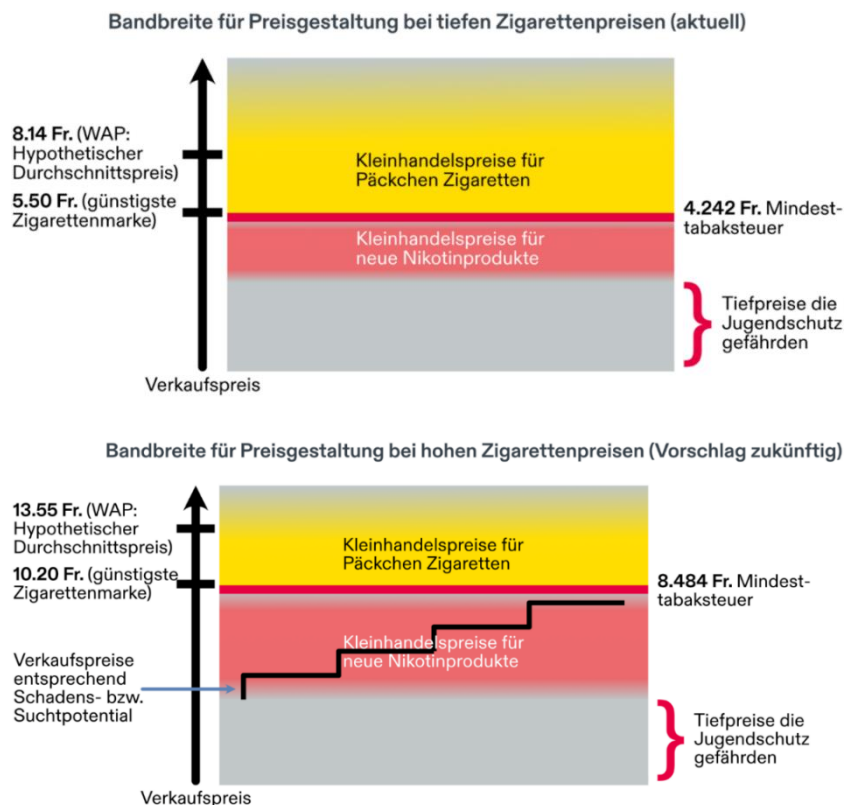 Bandbreite für Preisgestaltung bei tiefen Zigarettenpreisen (aktuell)
8.14 Fr. (WAP:
Hypothetischer
Durchschnittspreis)
5.50 Fr. (günstigste
Zigarettenmarke)
Kleinhandelspreise für
Päckchen Zigaretten
4.242 Fr. Mindest-
tabaksteuer
Kleinhandelspreise für
neue Nikotinprodukte
Tiefpreise die
Jugendschutz
gefährden
Verkaufspreis
Bandbreite für Preisgestaltung bei hohen Zigarettenpreisen (Vorschlag zukünftig)
13.55 Fr. (WAP:
Hypothetischer
Durchschnittspreis)
10.20 Fr. (günstigste
Zigarettenmarke)
Kleinhandelspreise für
Päckchen Zigaretten
8.484 Fr. Mindest-
tabaksteuer
Kleinhandelspreise für
neue Nikotinprodukte
Verkaufspreise
entsprechend
Schadens- bzw.
Suchtpotential
Tiefpreise die
Jugendschutz
gefährden
Verkaufspreis